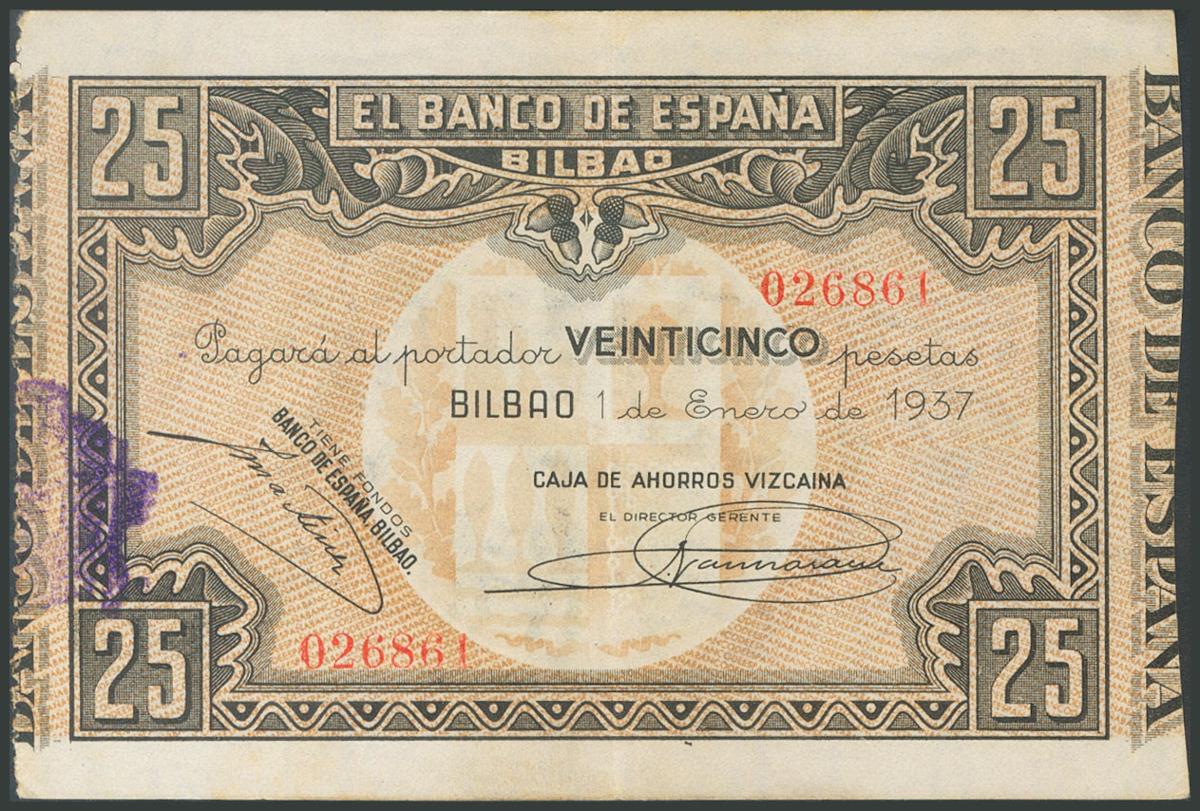 25
EL BANCO DE ESPAÑA
25
BILBAO
026861
Pagará al portador VEINTICINCO pesetas
BILBAO 1 de Enero de 1937
TIENE FONDOS
BANCO DE ESPAÑA, BILBAO.
CAJA DE AHORROS VIZCAINA
EL DIRECTOR GERENTE
026861
25
25
BANCO DE ESPAÑA